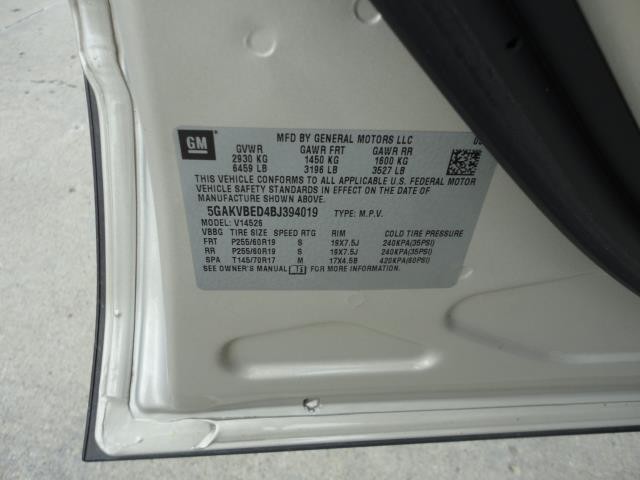 GM
MFD BY GENERAL MOTORS LLC
GVWR GAWR FRT GAWR RR
2930 KG 1450 KG 1600 KG
6459 LB 3196 LB 3527 LB
THIS VEHICLE CONFORMS TO ALL APPLICABLE U.S. FEDERAL MOTOR
VEHICLE SAFETY STANDARDS IN EFFECT ON THE DATE OF
MANUFACTURE SHOWN ABOVE.
5GAKVBED4BJ394019 TYPE: M.P.V.
MODEL: V14526
VBBG TIRE SIZE SPEED RTG RIM COLD TIRE PRESSURE
FRT P255/60R19 S 19X7.5J 240KPA(35PSI)
RR P255/60R19 S 19X7.5J 240KPA(35PSI)
SPA T145/70R17 M 17X4.5B 420KPA(60PSI)
SEE OWNER'S MANUAL FOR MORE INFORMATION.